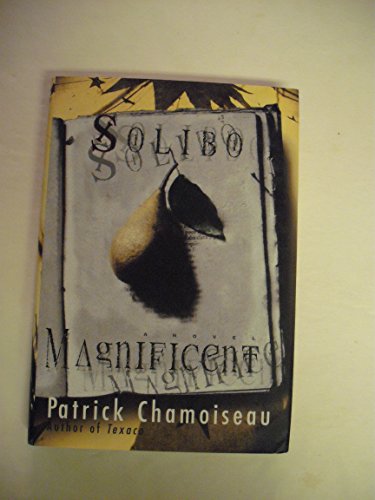 Solibo
A NOVEL
Magnificent
Patrick Chamoiseau
Author of Texaco